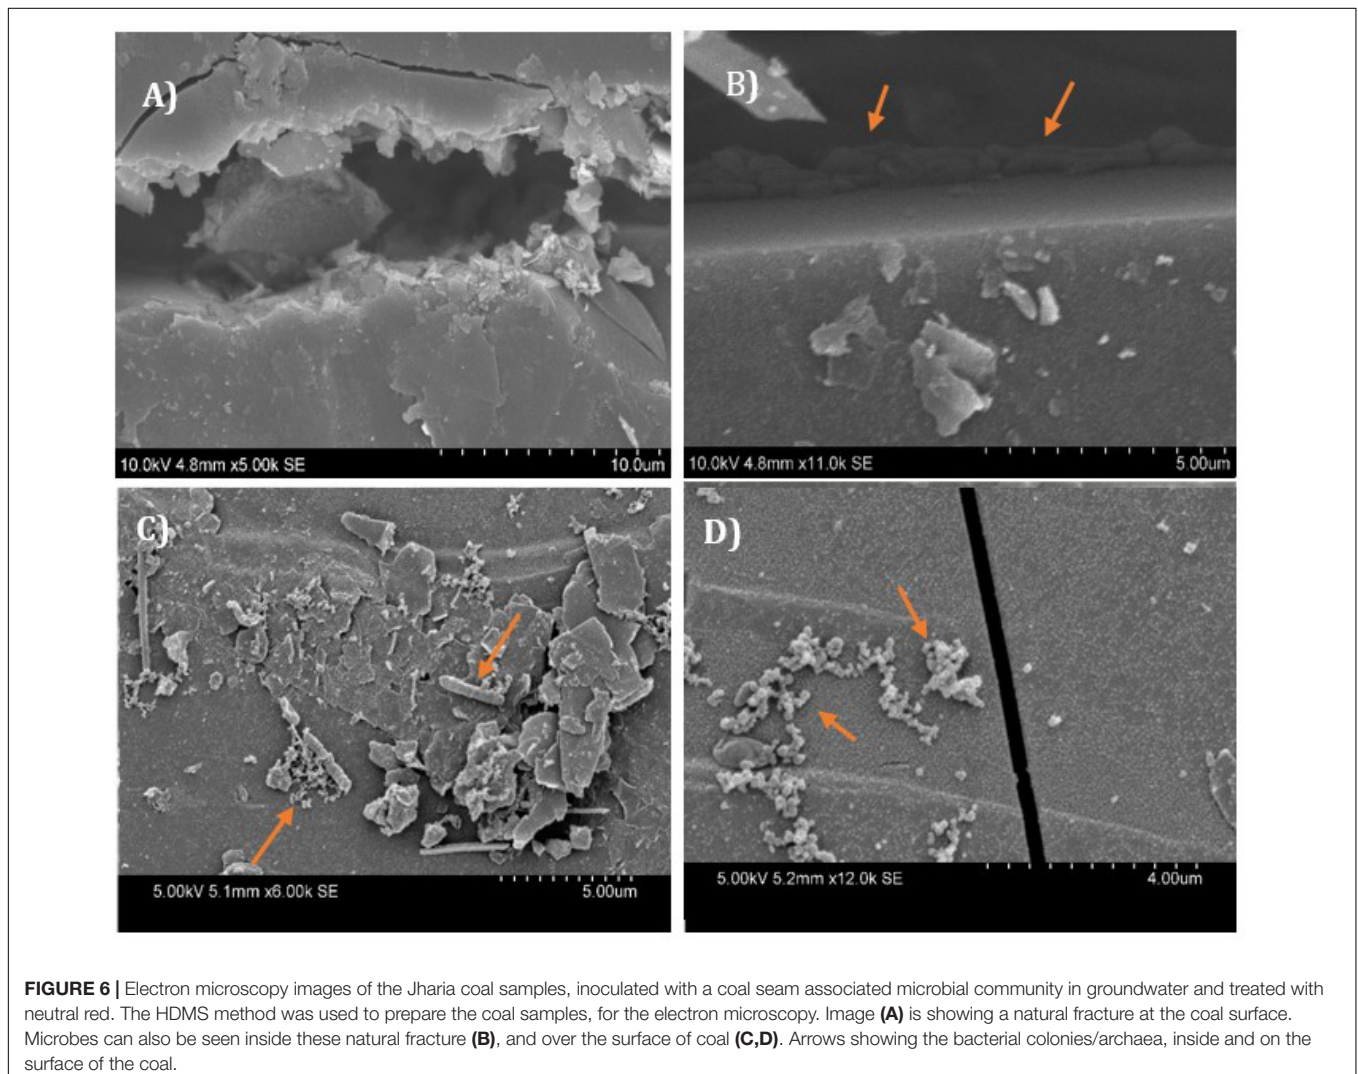 A)
B)
10.0kV 4.8mm x5.00k SE
10.0um
10.0kV 4.8mm x11.0k SE
5.00um
C)
D)
5.00kV 5.1mm x6.00k SE
5.00um
5.00kV 5.2mm x12.0k SE
4.00um
FIGURE 6 | Electron microscopy images of the Jharia coal samples, inoculated with a coal seam associated microbial community in groundwater and treated with
neutral red. The HDMS method was used to prepare the coal samples, for the electron microscopy. Image (A) is showing a natural fracture at the coal surface.
Microbes can also be seen inside these natural fracture (B), and over the surface of coal (C,D). Arrows showing the bacterial colonies/archaea, inside and on the
surface of the coal.